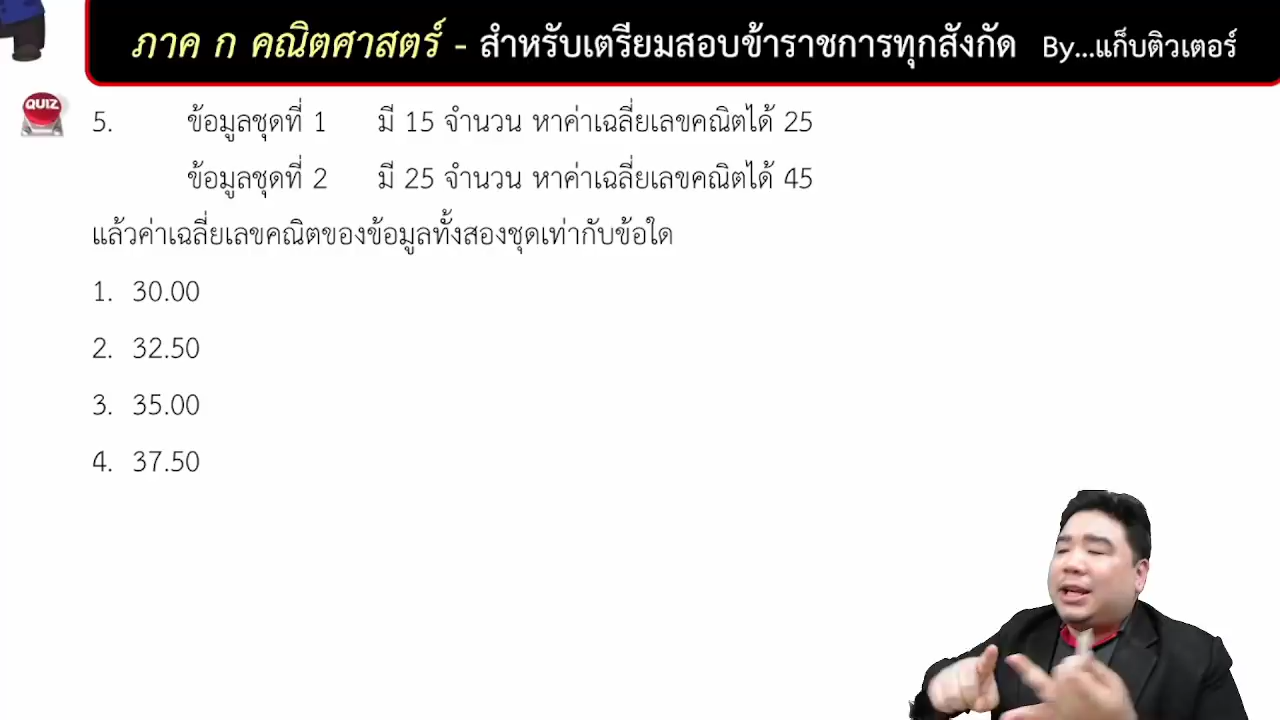 ภาค ก คณิตศาสตร์ - สำหรับเตรียมสอบข้าราชการทุกสังกัด By...แก็บติวเตอร์
QUIZ
5. ข้อมูลชุดที่ 1 มี 15 จำนวน หาค่าเฉลี่ยเลขคณิตได้ 25
ข้อมูลชุดที่ 2 มี 25 จำนวน หาค่าเฉลี่ยเลขคณิตได้ 45
แล้วค่าเฉลี่ยเลขคณิตของข้อมูลทั้งสองชุดเท่ากับข้อใด
1. 30.00
2. 32.50
3. 35.00
4. 37.50